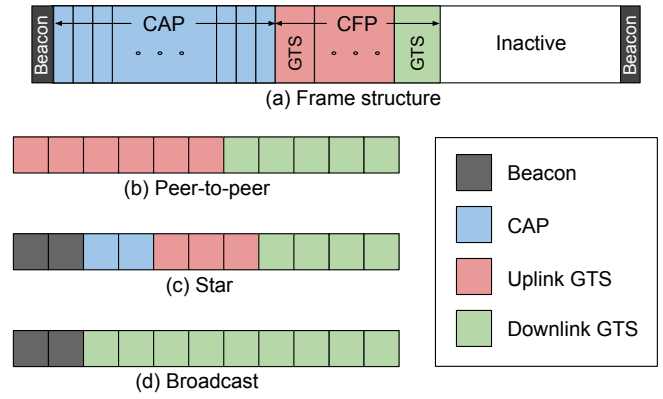 Beacon
CAP
CFP
GTS
GTS
Inactive
Beacon
(a) Frame structure
(b) Peer-to-peer
(c) Star
(d) Broadcast
Beacon
CAP
Uplink GTS
Downlink GTS